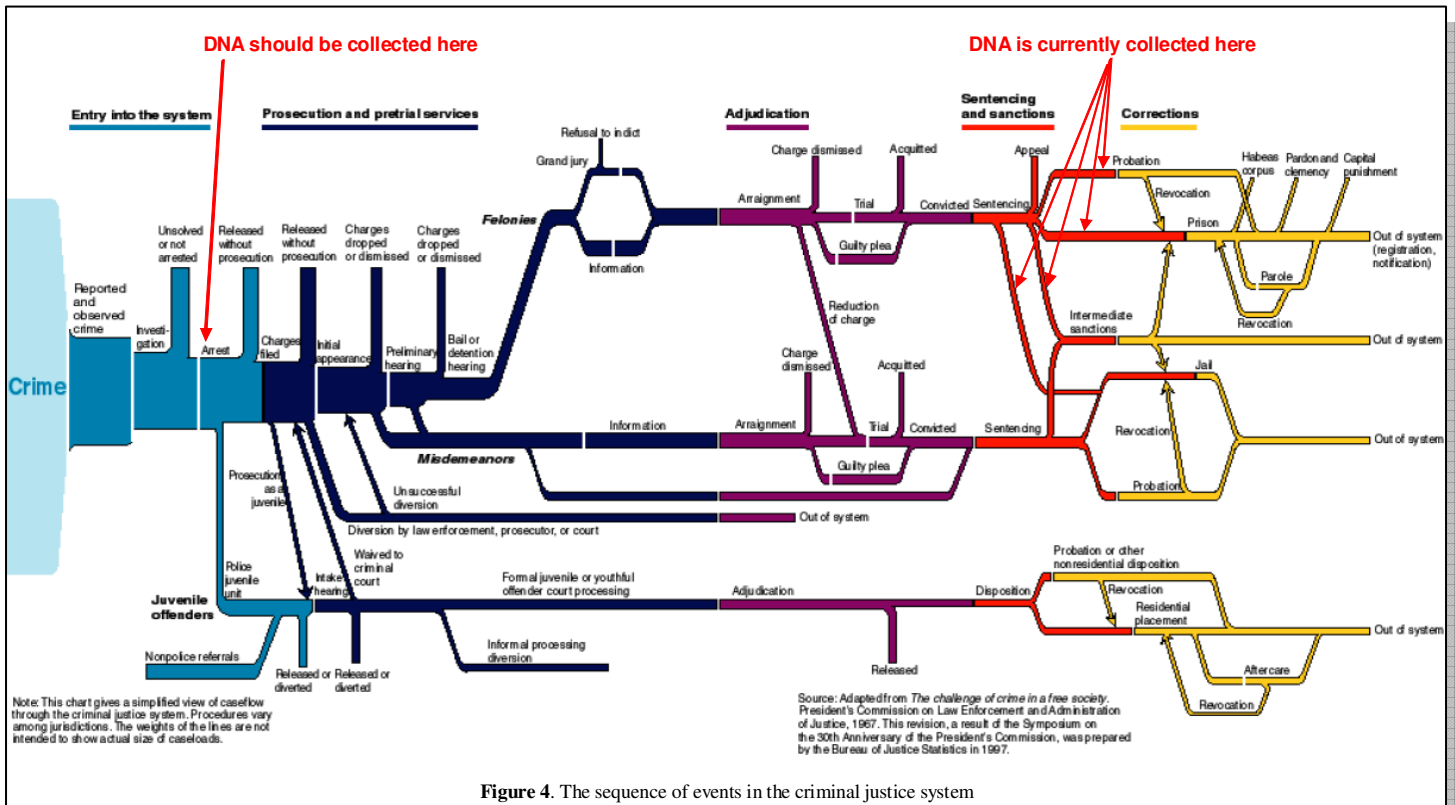 DNA should be collected here
DNA is currently collected here
Entry into the system
Prosecution and pretrial services
Adjudication
Sentencing
and sanctions
Corrections
Refusal to indict
Grand jury
Felonies
Information
Charge dismissed
Acquitted
Arraignment
Trial
Convicted
Guilty plea
Sentencing
Appeal
Probation
Revocation
Prison
Habeas
corpus
Pardon and
clemency
Capital
punishment
Out of system
(registration,
notification)
Parole
Revocation
Unsolved
or not
arrested
Released
without
prosecution
Released
without
prosecution
Charges
dropped
or dismissed
Charges
dropped
or dismissed
Reported
and
observed
crime
Investi-
gation
Arrest
Charges
filed
Initial
appearance
Preliminary
hearing
Bail or
detention
hearing
Crime
Reduction
of charge
Intermediate
sanctions
Out of system
Charge
dismissed
Acquitted
Jail
Information
Arraignment
Trial
Convicted
Sentencing
Guilty plea
Revocation
Out of system
Misdemeanors
Probation
Prosecution
as a
juvenile
Unsuccessful
diversion
Diversion by law enforcement, prosecutor, or court
Out of system
Waived to
criminal
court
Police
juvenile
unit
Juvenile
offenders
Intake
hearing
Formal juvenile or youthful
offender court processing
Adjudication
Disposition
Probation or other
nonresidential disposition
Revocation
Residential
placement
Out of system
Nonpolice referrals
Released or
diverted
Released or
diverted
Informal processing
diversion
Released
Aftercare
Revocation
Note: This chart gives a simplified view of caseflow
through the criminal justice system. Procedures vary
among jurisdictions. The weights of the lines are not
intended to show actual size of caseloads.
Source: Adapted from The challenge of crime in a free society.
President's Commission on Law Enforcement and Administration
of Justice, 1967. This revision, a result of the Symposium on
the 30th Anniversary of the President's Commission, was prepared
by the Bureau of Justice Statistics in 1997.
Figure 4. The sequence of events in the criminal justice system